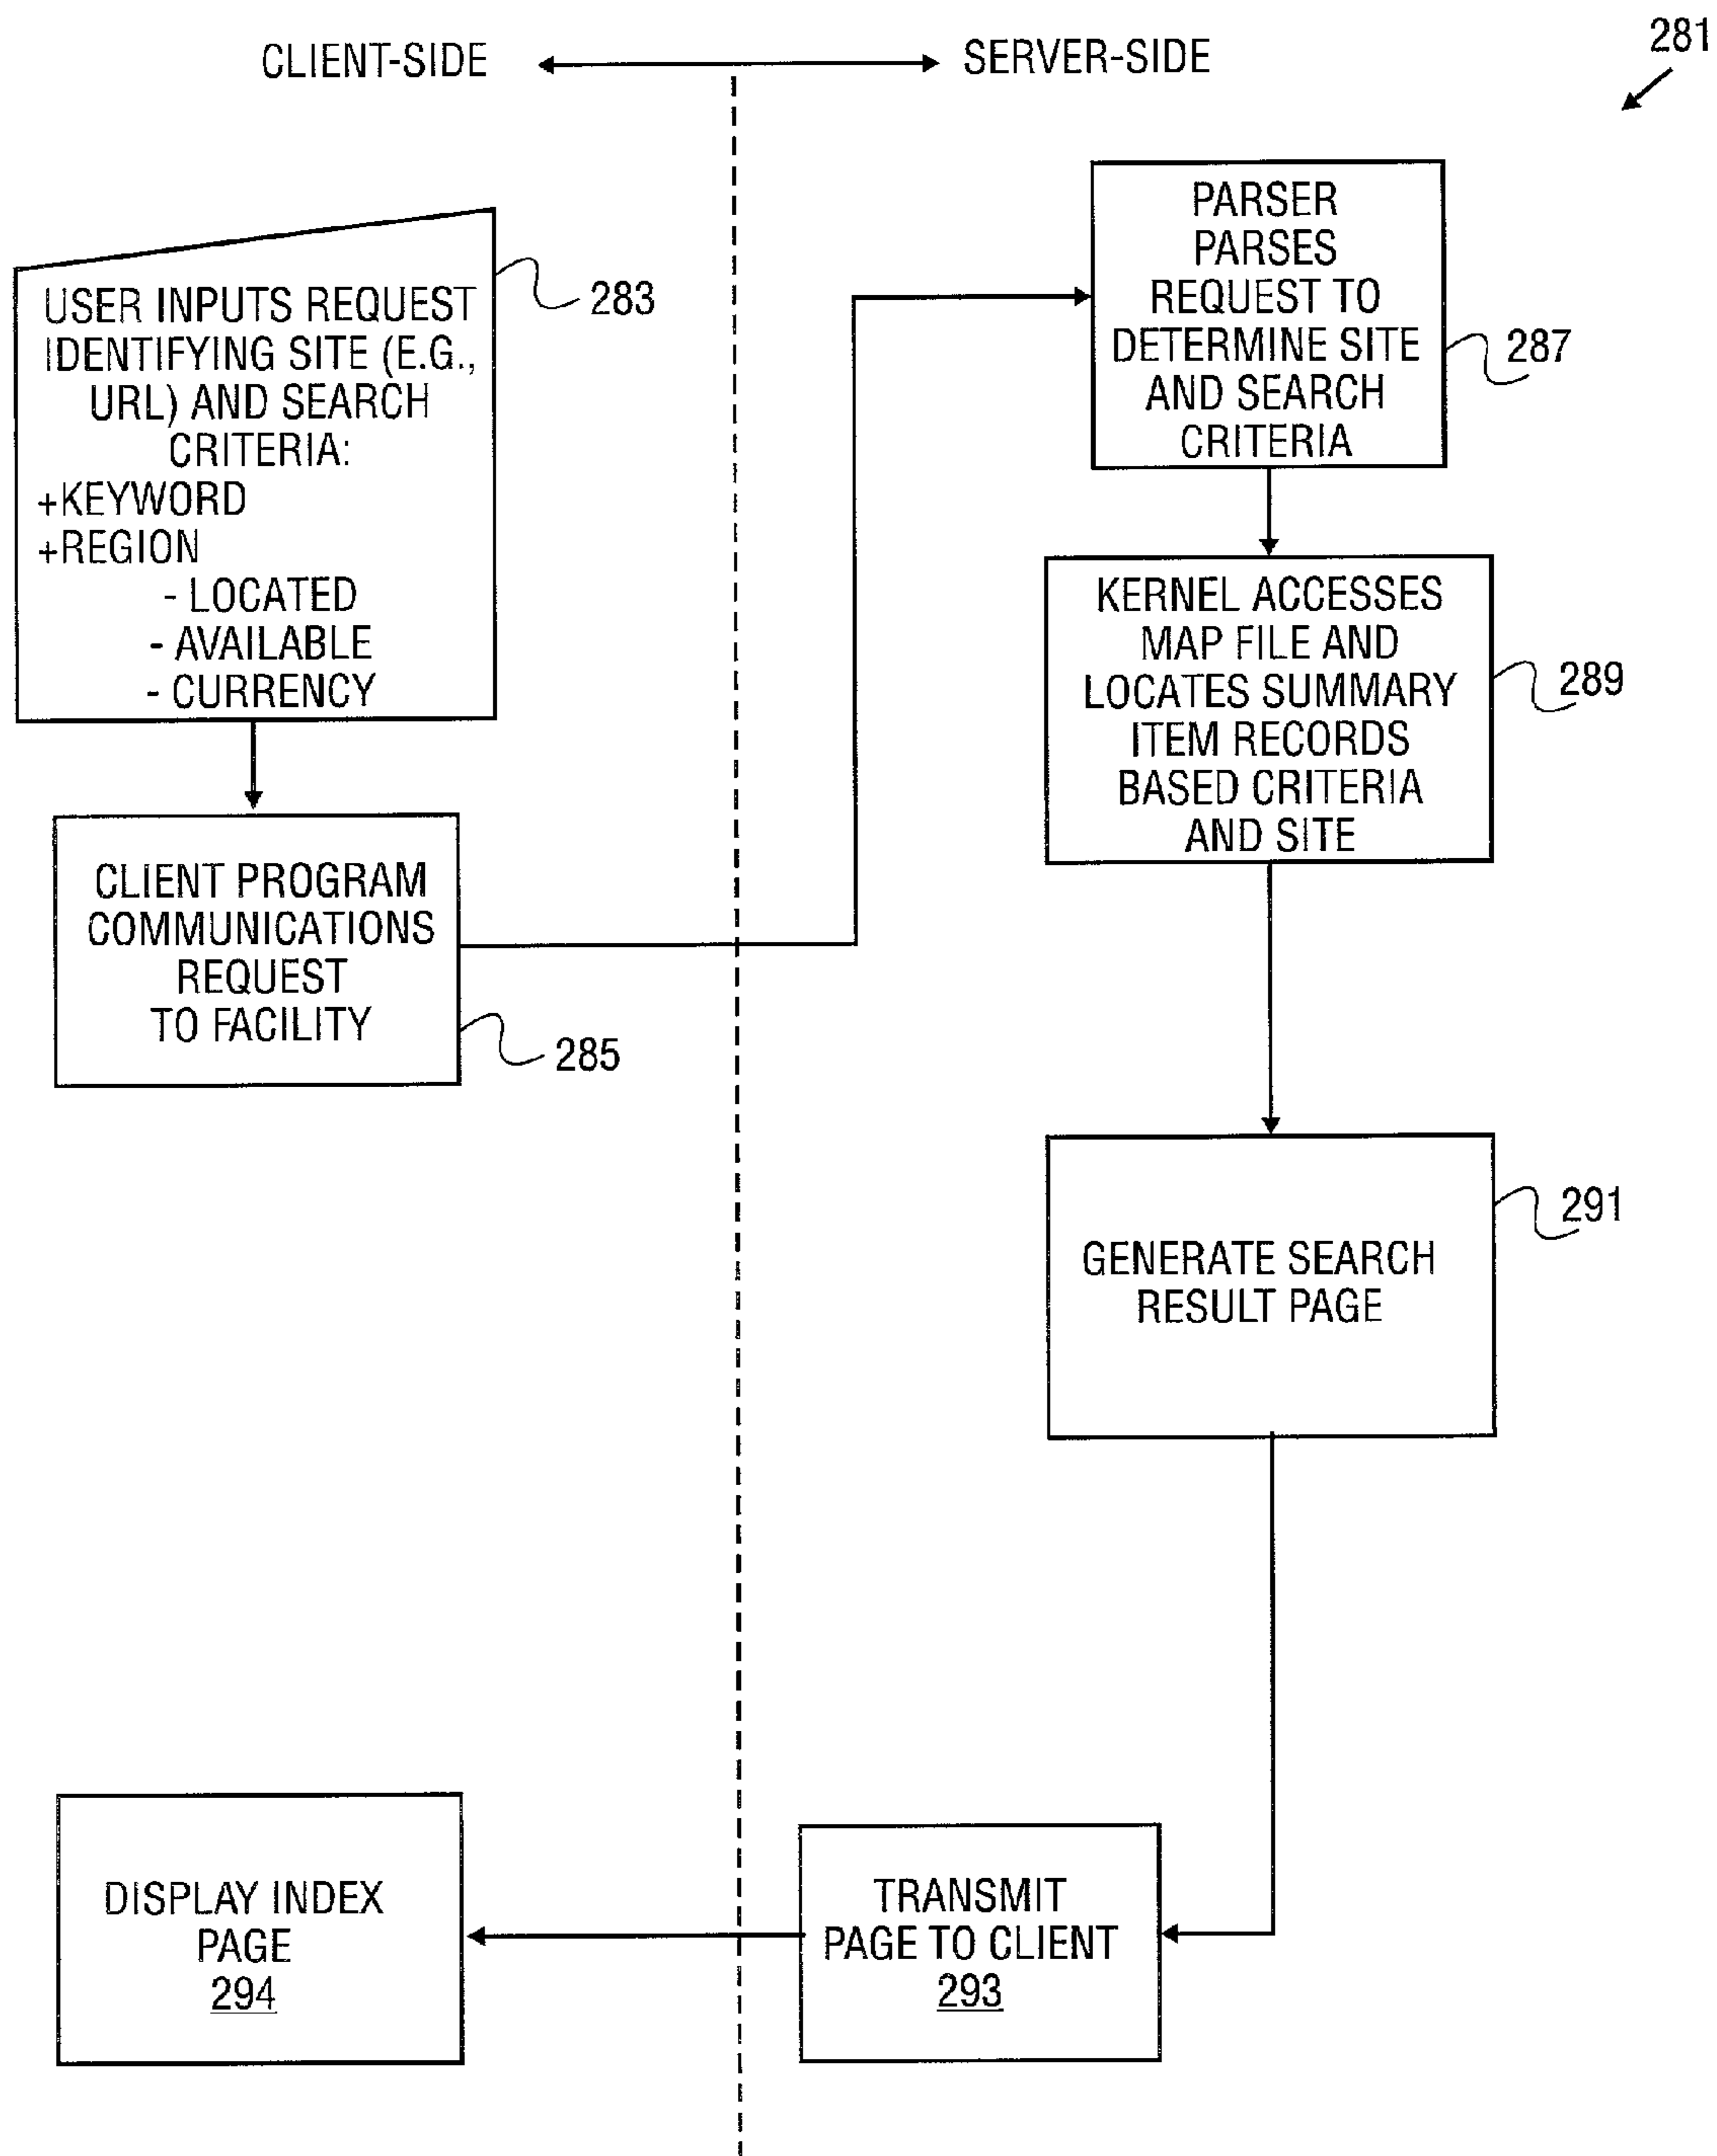 CLIENT-SIDE
SERVER-SIDE
281
USER INPUTS REQUEST
IDENTIFYING SITE (E.G.,
URL) AND SEARCH
CRITERIA:
+KEYWORD
+REGION
- LOCATED
- AVAILABLE
- CURRENCY
283
CLIENT PROGRAM
COMMUNICATIONS
REQUEST
TO FACILITY
285
PARSER
PARSES
REQUEST TO
DETERMINE SITE
AND SEARCH
CRITERIA
287
KERNEL ACCESSES
MAP FILE AND
LOCATES SUMMARY
ITEM RECORDS
BASED CRITERIA
AND SITE
289
GENERATE SEARCH
RESULT PAGE
291
TRANSMIT
PAGE TO CLIENT
293
DISPLAY INDEX
PAGE
294